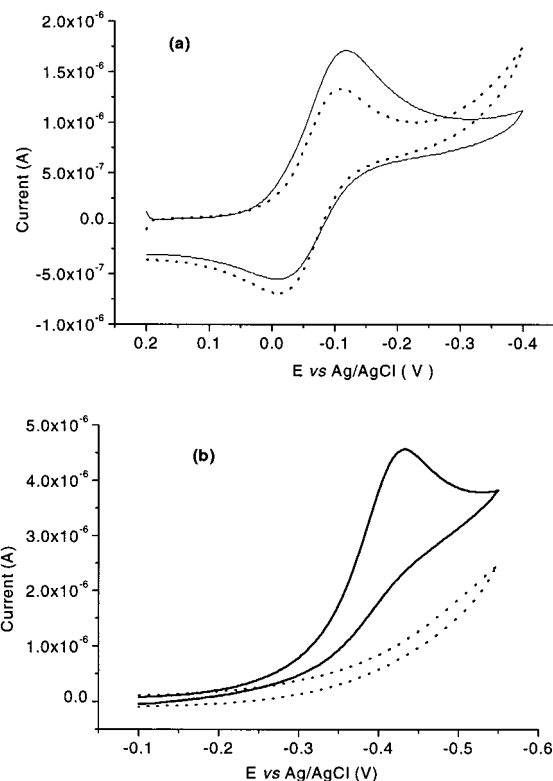 (a)
2.0x10⁻⁶
1.5x10⁻⁶
1.0x10⁻⁶
5.0x10⁻⁷
0.0
-5.0x10⁻⁷
-1.0x10⁻⁶
Current (A)
0.2 0.1 0.0 -0.1 -0.2 -0.3 -0.4
E vs Ag/AgCl ( V )
(b)
5.0x10⁻⁶
4.0x10⁻⁶
3.0x10⁻⁶
2.0x10⁻⁶
1.0x10⁻⁶
0.0
Current (A)
-0.1 -0.2 -0.3 -0.4 -0.5 -0.6
E vs Ag/AgCl (V)